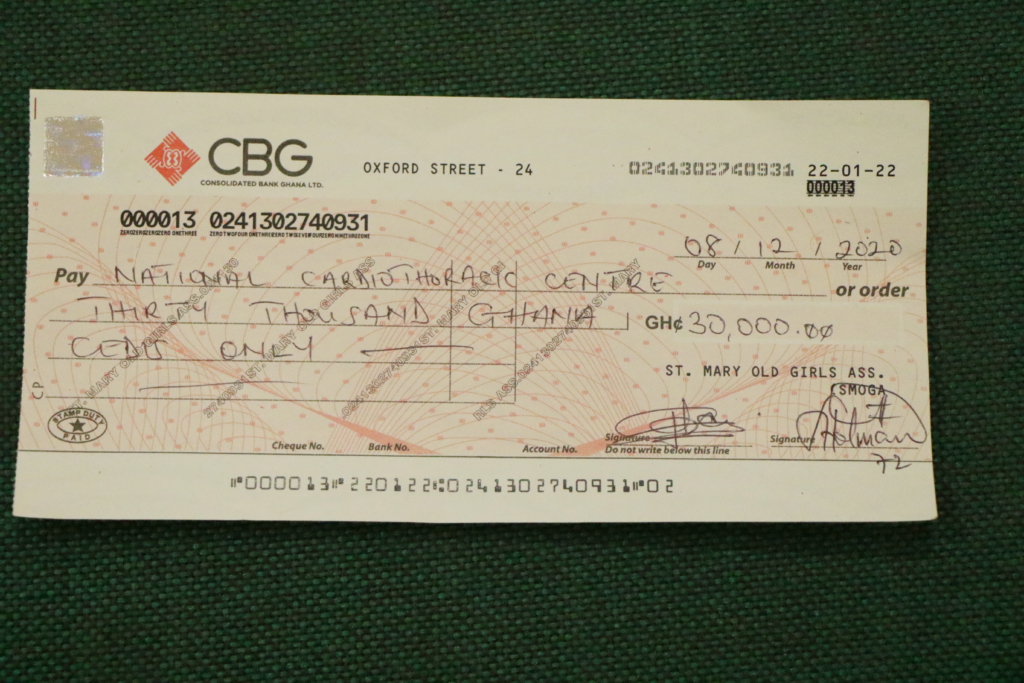 CBG
CONSOLIDATED BANK GHANA LTD.
OXFORD STREET - 24
0241302740931 22-01-22
000013
000013 0241302740931
08 / 12 / 2020
Day Month Year
Pay NATIONAL CARDIOTHORACIC CENTRE or order
THIRTY THOUSAND GHANA
GH¢ 30,000.00
CEDIS ONLY
ST. MARY OLD GIRLS ASS.
(SMOGA
CP
STAMP DUTY
PAID
Cheque No. Bank No. Account No. Signature Signature
Do not write below this line
72
⑈000013⑈220122⑆0241302740931⑈02